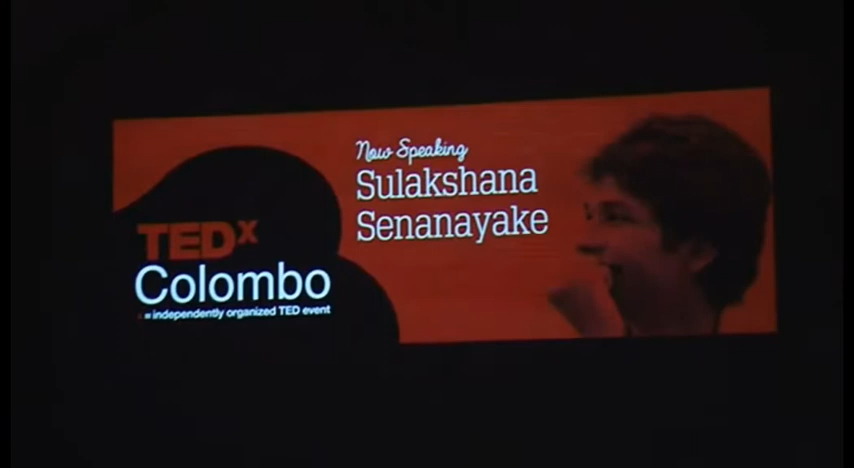 Now Speaking
Sulakshana
Senanayake
TEDx
Colombo
x = independently organized TED event